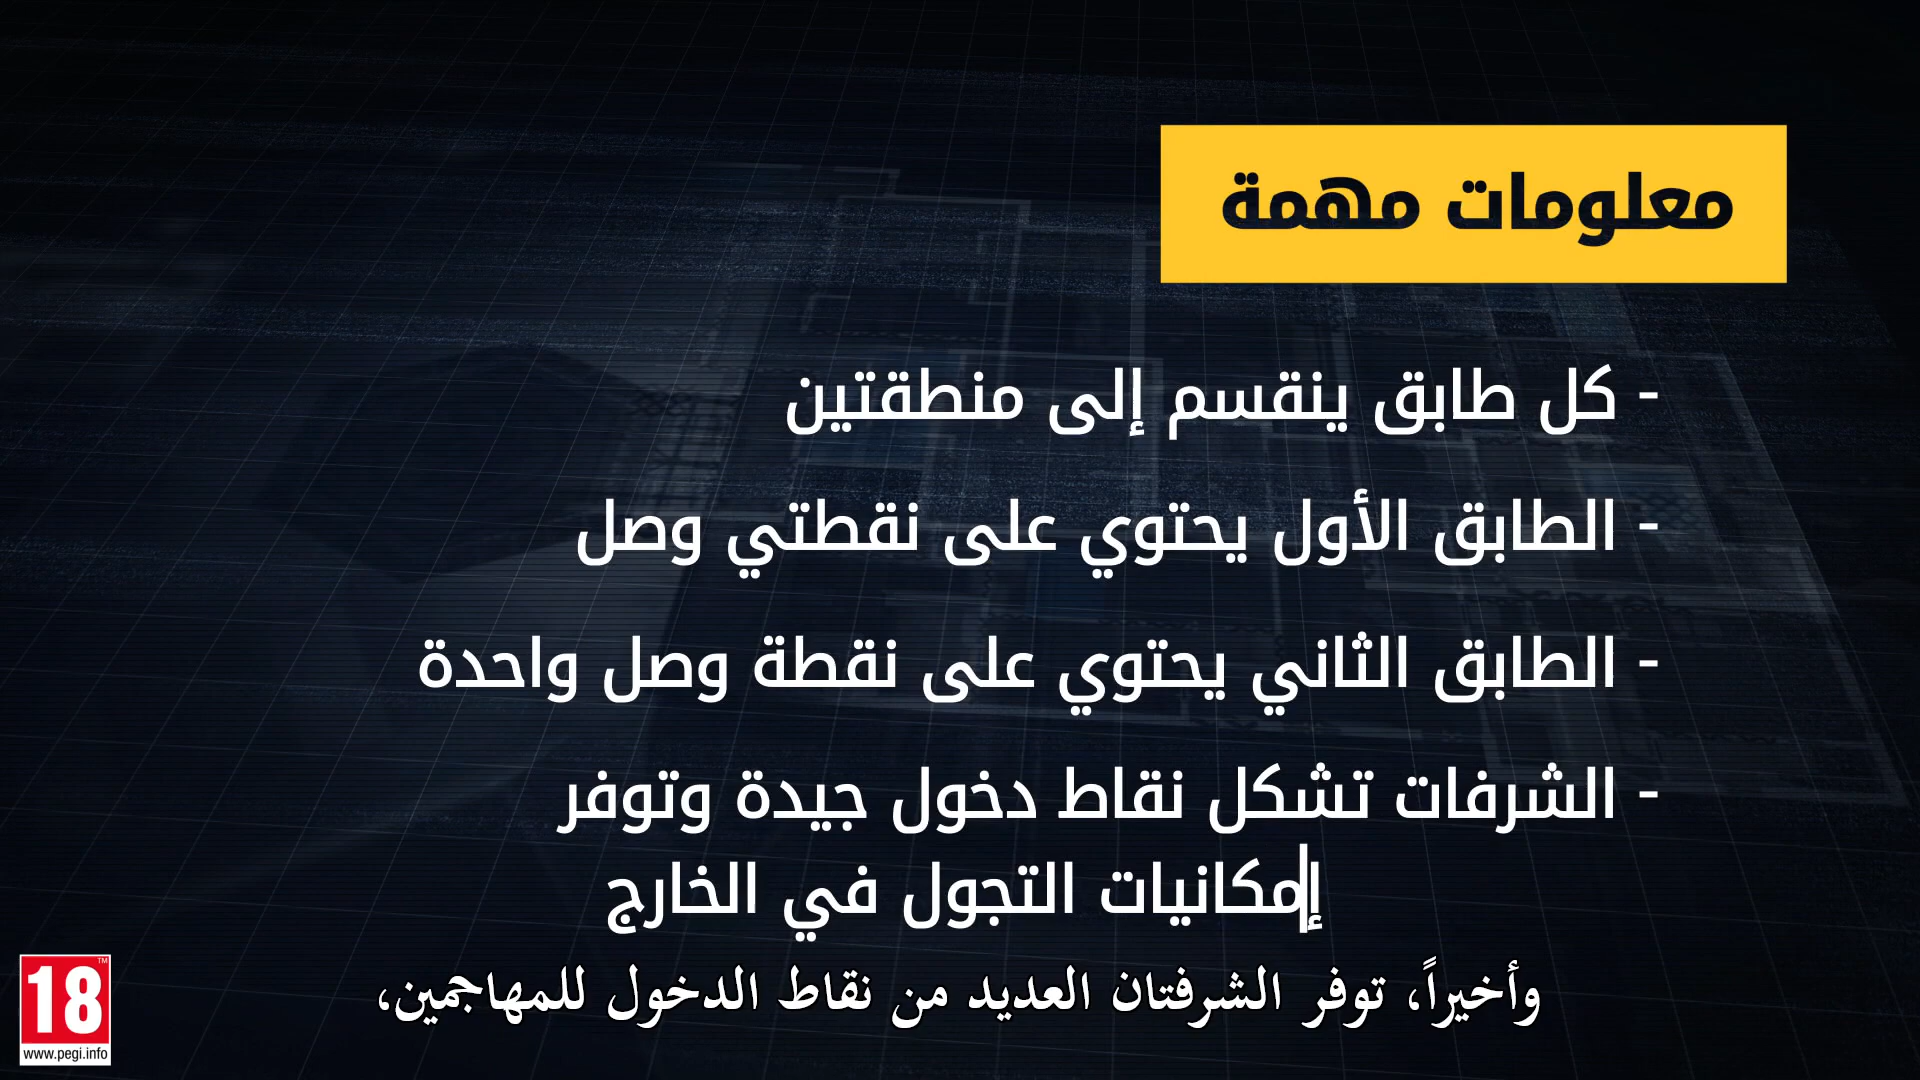 معلومات مهمة
- كل طابق ينقسم إلى منطقتين
- الطابق الأول يحتوي على نقطتي وصل
- الطابق الثاني يحتوي على نقطة وصل واحدة
- الشرفات تشكل نقاط دخول جيدة وتوفر
إمكانيات التجول في الخارج
وأخيراً، توفر الشرفتان العديد من نقاط الدخول للمهاجمين،
18™
www.pegi.info